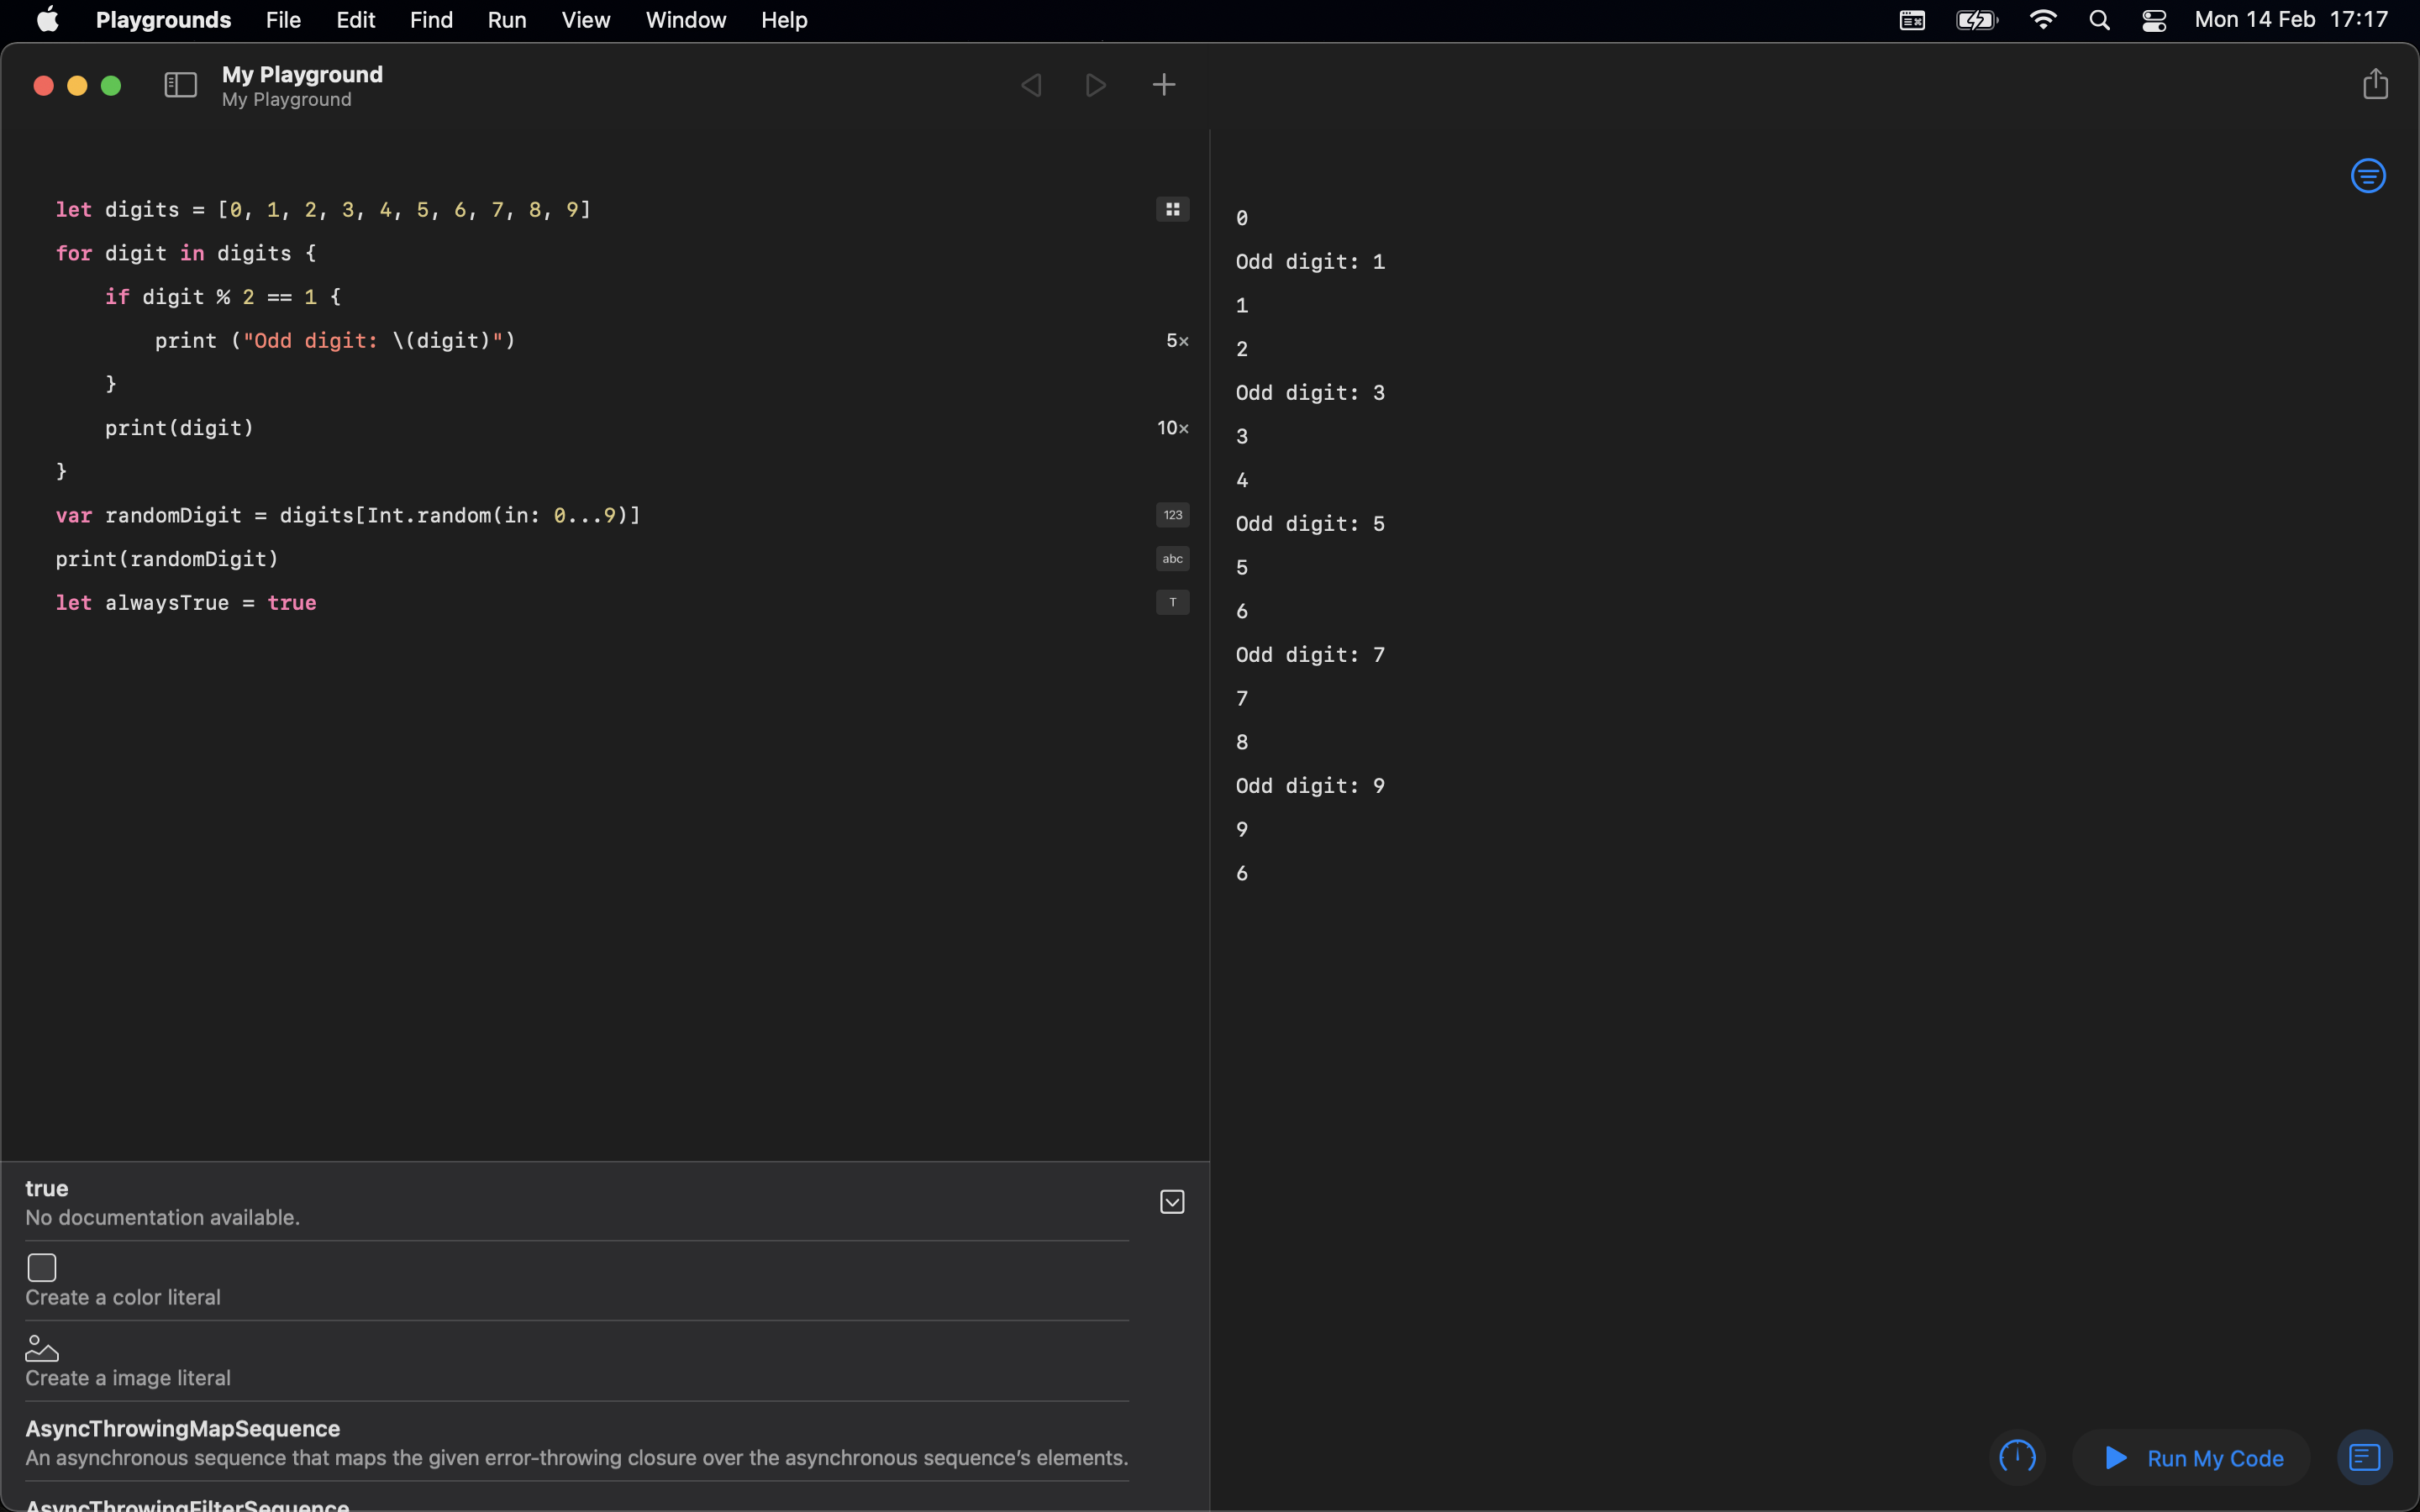 Playgrounds File Edit Find Run View Window Help Mon 14 Feb 17:17
My Playground
My Playground
let digits = [0, 1, 2, 3, 4, 5, 6, 7, 8, 9]
for digit in digits {
if digit % 2 == 1 {
print ("Odd digit: \(digit)")
5×
}
print(digit)
10×
}
var randomDigit = digits[Int.random(in: 0...9)]
123
print(randomDigit)
abc
let alwaysTrue = true
T
0
Odd digit: 1
1
2
Odd digit: 3
3
4
Odd digit: 5
5
6
Odd digit: 7
7
8
Odd digit: 9
9
6
true
No documentation available.
Create a color literal
Create a image literal
AsyncThrowingMapSequence
An asynchronous sequence that maps the given error-throwing closure over the asynchronous sequence’s elements.
AsyncThrowingFilterSequence
Run My Code